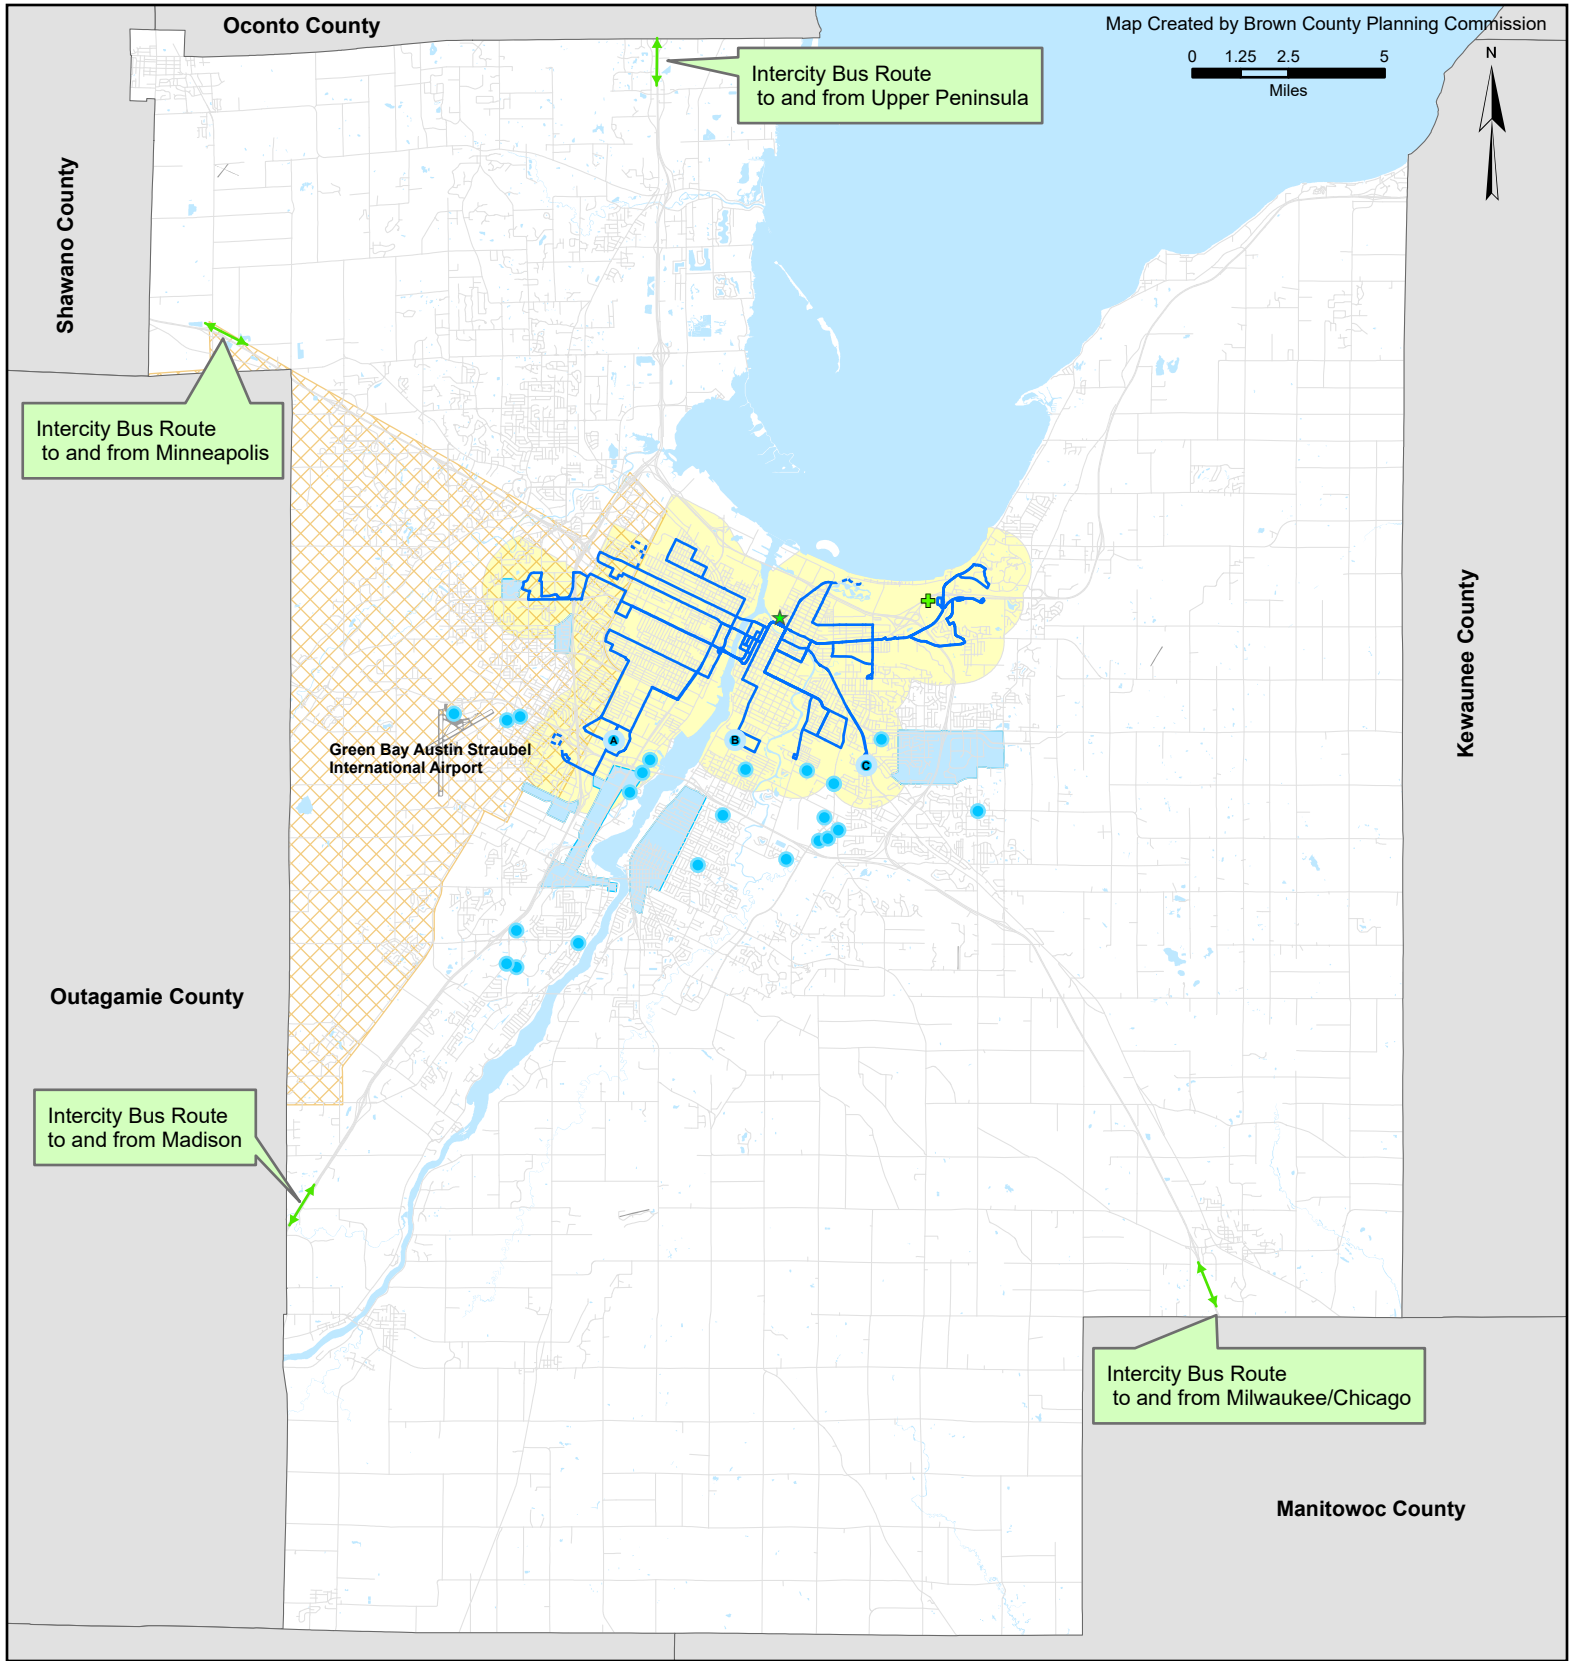 Oconto County
Map Created by Brown County Planning Commission
0 1.25 2.5 5
Miles
N
Intercity Bus Route
to and from Upper Peninsula
Shawano County
Intercity Bus Route
to and from Minneapolis
Kewaunee County
Green Bay Austin Straubel
International Airport
A
B
C
Outagamie County
Intercity Bus Route
to and from Madison
Intercity Bus Route
to and from Milwaukee/Chicago
Manitowoc County